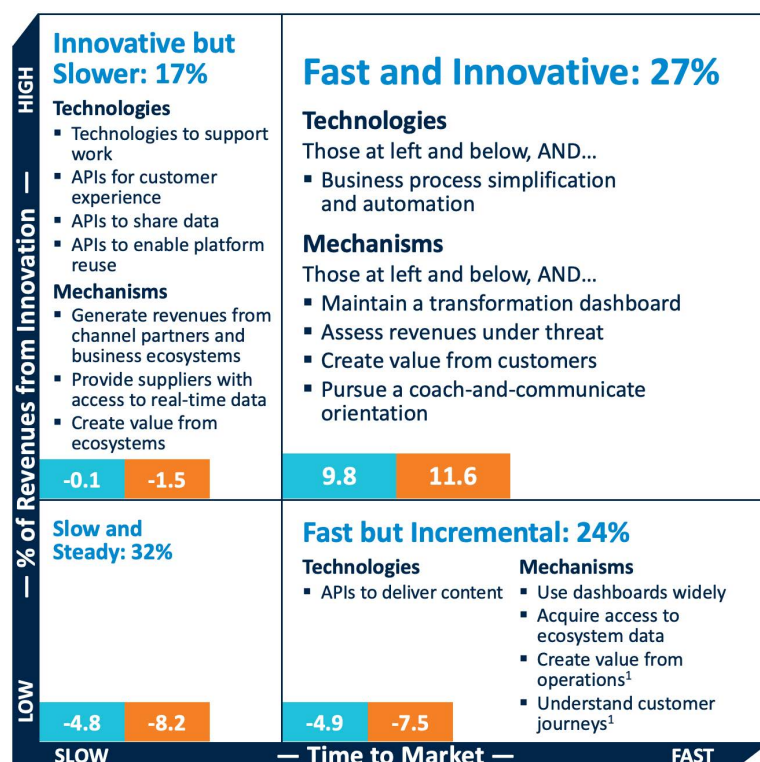 HIGH
— % of Revenues from Innovation —
LOW
Innovative but
Slower: 17%
Technologies
▪ Technologies to support
work
▪ APIs for customer
experience
▪ APIs to share data
▪ APIs to enable platform
reuse
Mechanisms
▪ Generate revenues from
channel partners and
business ecosystems
▪ Provide suppliers with
access to real-time data
▪ Create value from
ecosystems
-0.1 -1.5
Fast and Innovative: 27%
Technologies
Those at left and below, AND...
▪ Business process simplification
and automation
Mechanisms
Those at left and below, AND...
▪ Maintain a transformation dashboard
▪ Assess revenues under threat
▪ Create value from customers
▪ Pursue a coach-and-communicate
orientation
9.8 11.6
Slow and
Steady: 32%
-4.8 -8.2
Fast but Incremental: 24%
Technologies
▪ APIs to deliver content
Mechanisms
▪ Use dashboards widely
▪ Acquire access to
ecosystem data
▪ Create value from
operations¹
▪ Understand customer
journeys¹
-4.9 -7.5
SLOW — Time to Market — FAST